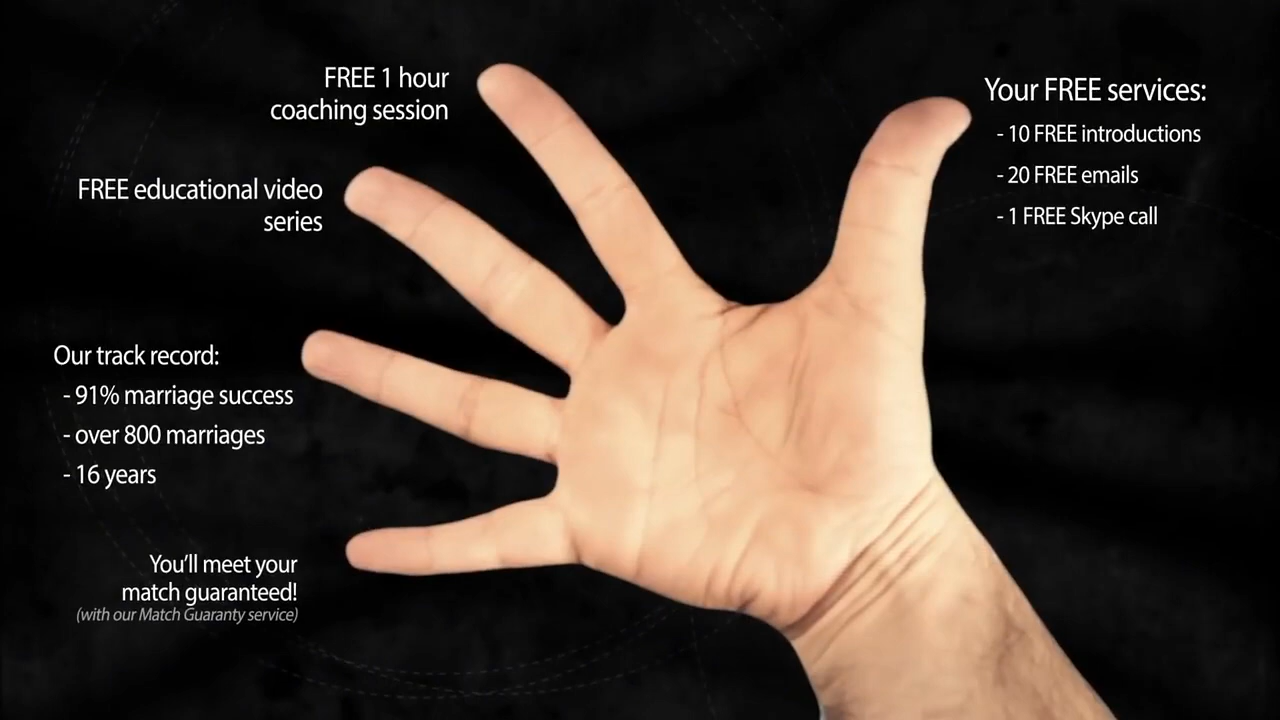 FREE 1 hour
coaching session
FREE educational video
series
Our track record:
- 91% marriage success
- over 800 marriages
- 16 years
You'll meet your
match guaranteed!
(with our Match Guaranty service)
Your FREE services:
- 10 FREE introductions
- 20 FREE emails
- 1 FREE Skype call